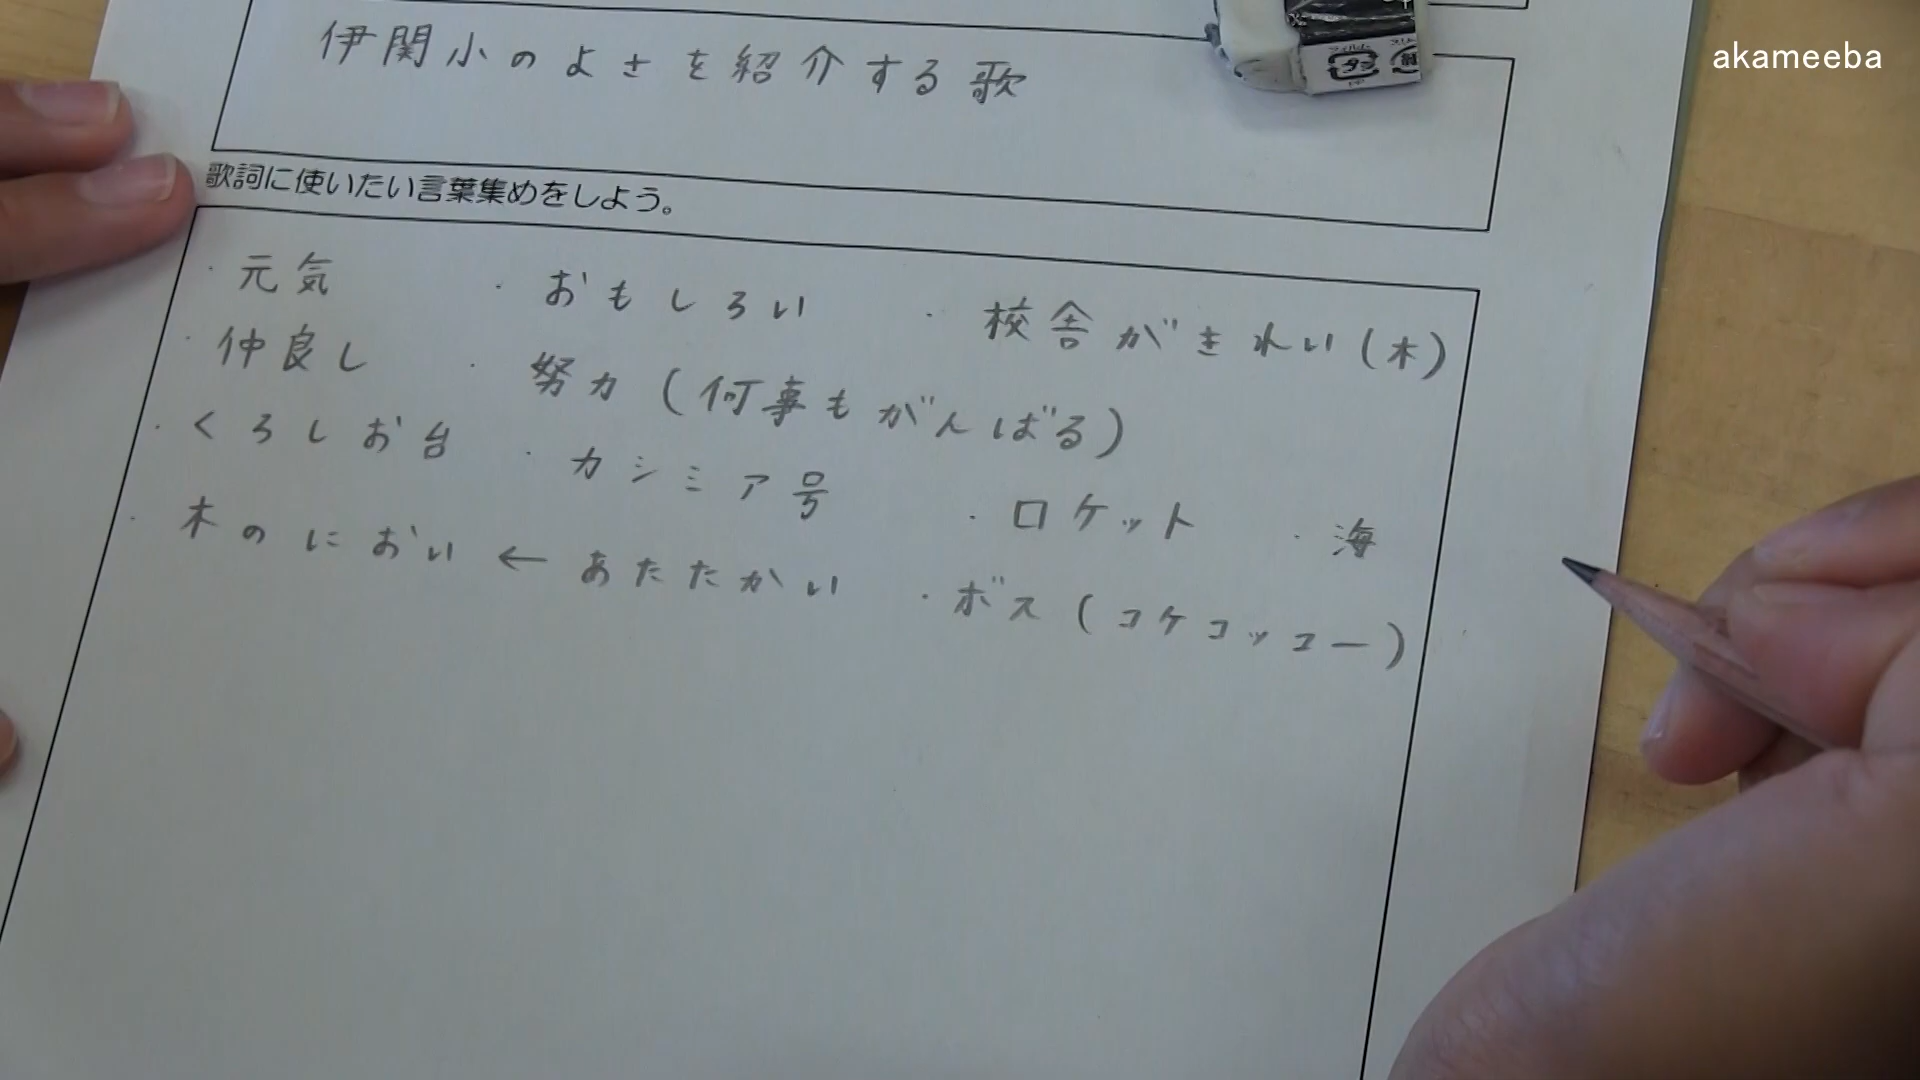 akameeba
伊関小のよさを紹介する歌
歌詞に使いたい言葉集めをしよう。
・元気 ・おもしろい ・校舎がきれい(木)
・仲良し ・努力(何事もがんばる)
・くろしお台 ・カシミア号 ・ロケット ・海
・木のにおい ← あたたかい ・ボス(コケコッコー)